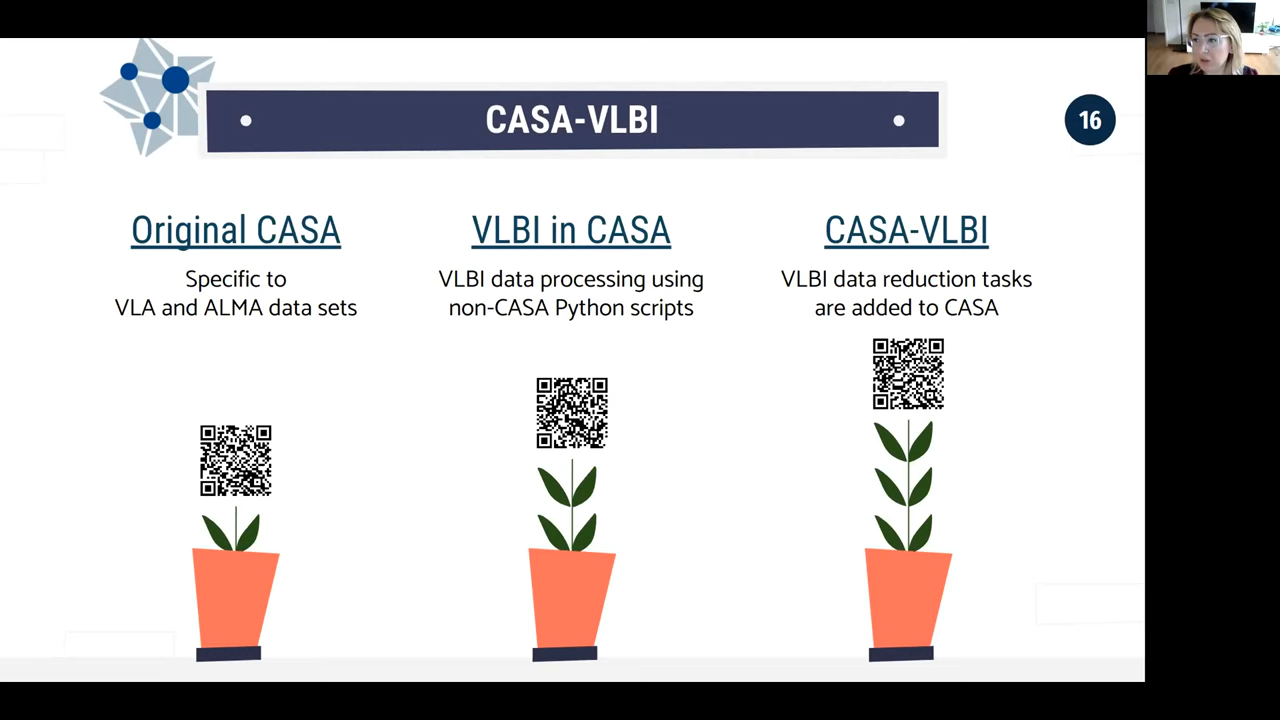 CASA-VLBI
16
Original CASA
Specific to
VLA and ALMA data sets
VLBI in CASA
VLBI data processing using
non-CASA Python scripts
CASA-VLBI
VLBI data reduction tasks
are added to CASA